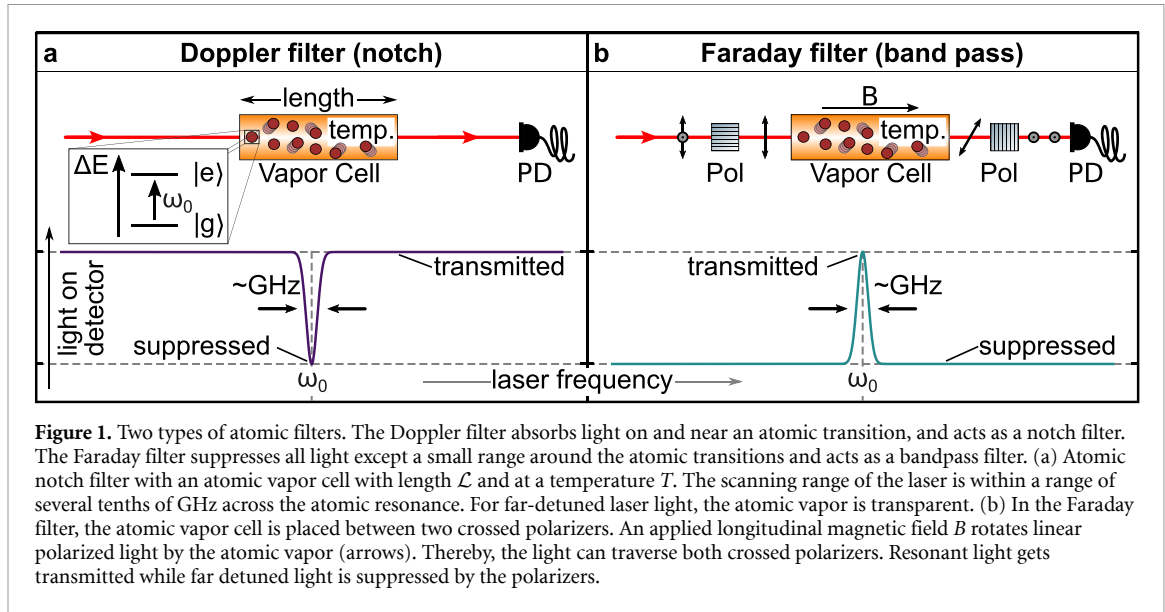 a
Doppler filter (notch)
length
temp.
Vapor Cell
PD
ΔE
|e⟩
ω₀
|g⟩
light on
detector
transmitted
~GHz
suppressed
ω₀
laser frequency
b
Faraday filter (band pass)
B
temp.
Pol
Vapor Cell
Pol
PD
transmitted
~GHz
suppressed
ω₀
Figure 1. Two types of atomic filters. The Doppler filter absorbs light on and near an atomic transition, and acts as a notch filter.
The Faraday filter suppresses all light except a small range around the atomic transitions and acts as a bandpass filter. (a) Atomic
notch filter with an atomic vapor cell with length ℒ and at a temperature T. The scanning range of the laser is within a range of
several tenths of GHz across the atomic resonance. For far-detuned laser light, the atomic vapor is transparent. (b) In the Faraday
filter, the atomic vapor cell is placed between two crossed polarizers. An applied longitudinal magnetic field B rotates linear
polarized light by the atomic vapor (arrows). Thereby, the light can traverse both crossed polarizers. Resonant light gets
transmitted while far detuned light is suppressed by the polarizers.